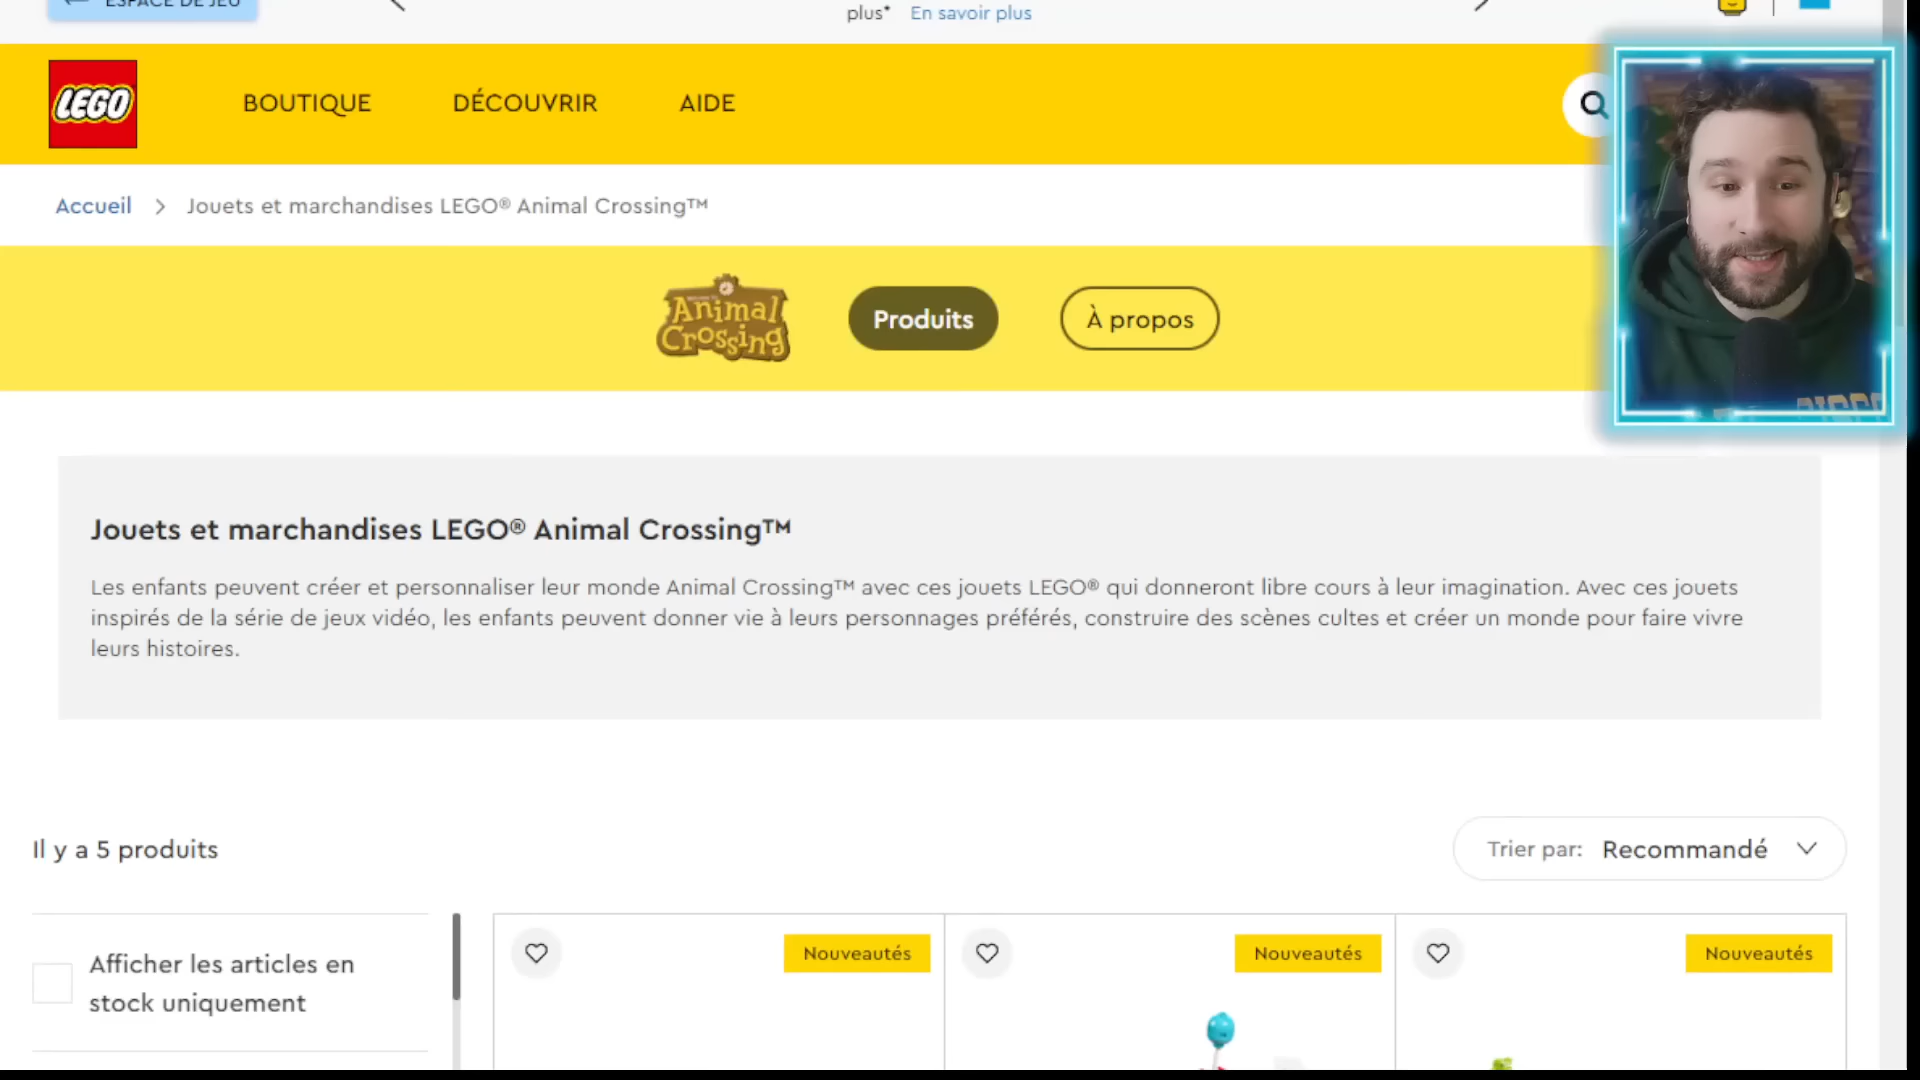 ESPACE DE JEU
plus* En savoir plus
LEGO
BOUTIQUE
DÉCOUVRIR
AIDE
Accueil > Jouets et marchandises LEGO® Animal Crossing™
Animal Crossing
Produits
À propos
Jouets et marchandises LEGO® Animal Crossing™
Les enfants peuvent créer et personnaliser leur monde Animal Crossing™ avec ces jouets LEGO® qui donneront libre cours à leur imagination. Avec ces jouets
inspirés de la série de jeux vidéo, les enfants peuvent donner vie à leurs personnages préférés, construire des scènes cultes et créer un monde pour faire vivre
leurs histoires.
Il y a 5 produits
Trier par: Recommandé
Afficher les articles en
stock uniquement
Nouveautés
Nouveautés
Nouveautés